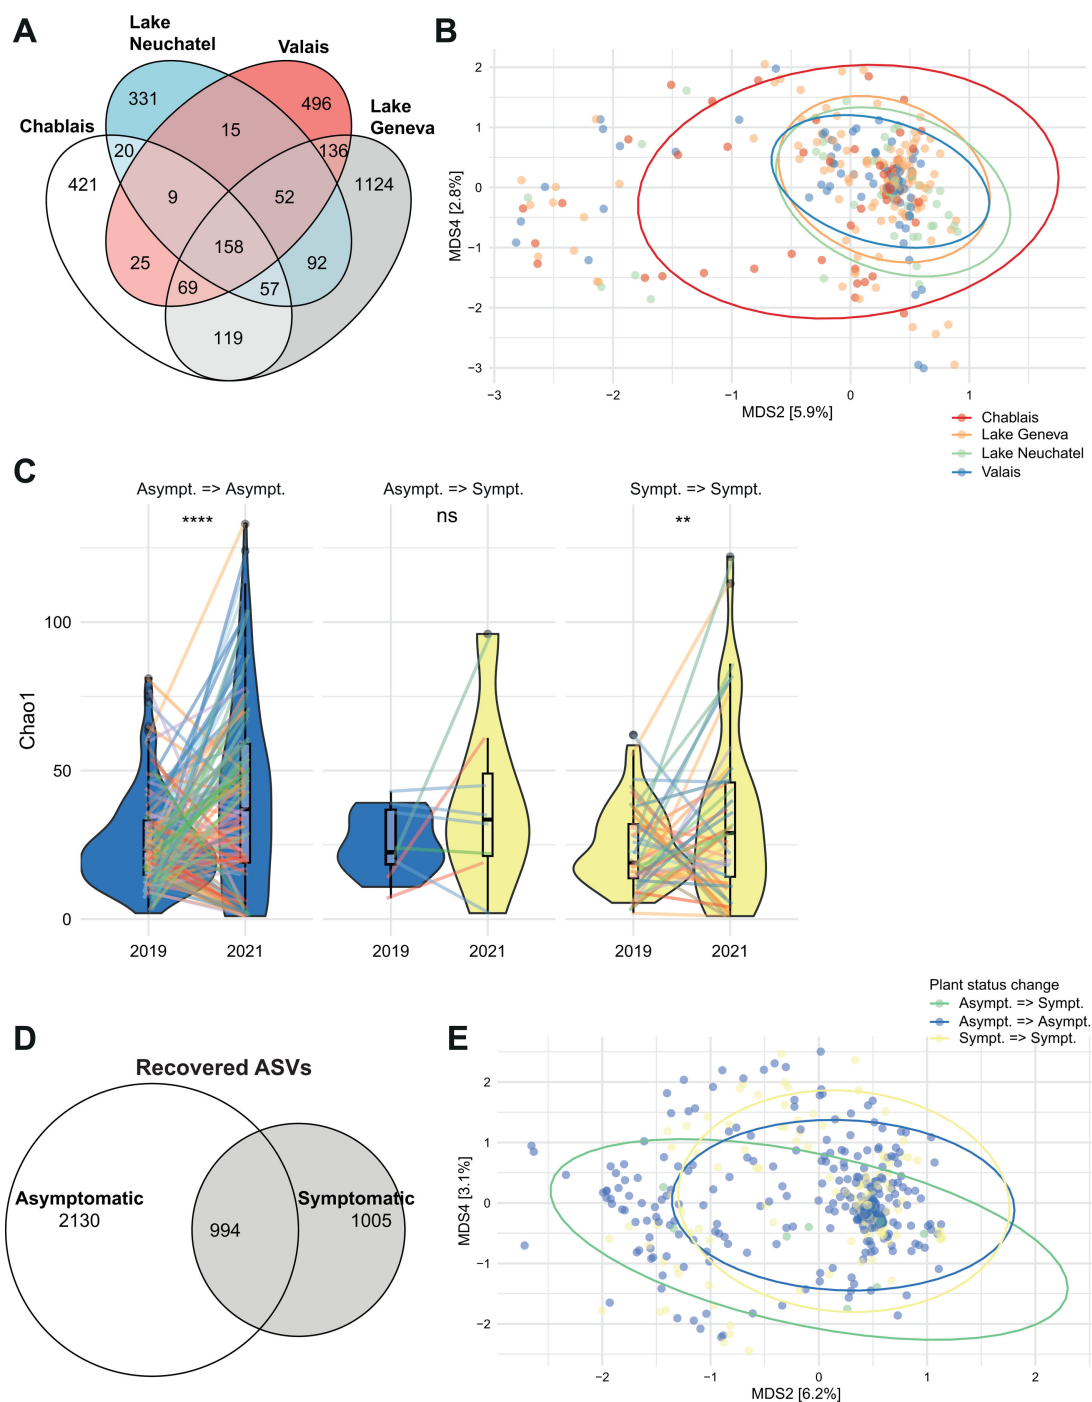 A
Lake
Neuchatel
Valais
Lake
Geneva
Chablais
331
496
15
20
136
421
1124
9
52
158
25
92
69
57
119
B
MDS4 [2.8%]
2
1
0
−1
−2
−3
−3
−2
−1
0
1
MDS2 [5.9%]
Chablais
Lake Geneva
Lake Neuchatel
Valais
C
Asympt. => Asympt.
Asympt. => Sympt.
Sympt. => Sympt.
****
ns
**
Chao1
100
50
0
2019
2021
2019
2021
2019
2021
D
Recovered ASVs
Asymptomatic
2130
994
Symptomatic
1005
E
Plant status change
Asympt. => Sympt.
Asympt. => Asympt.
Sympt. => Sympt.
MDS4 [3.1%]
2
1
0
−1
−2
−2
−1
0
1
2
MDS2 [6.2%]